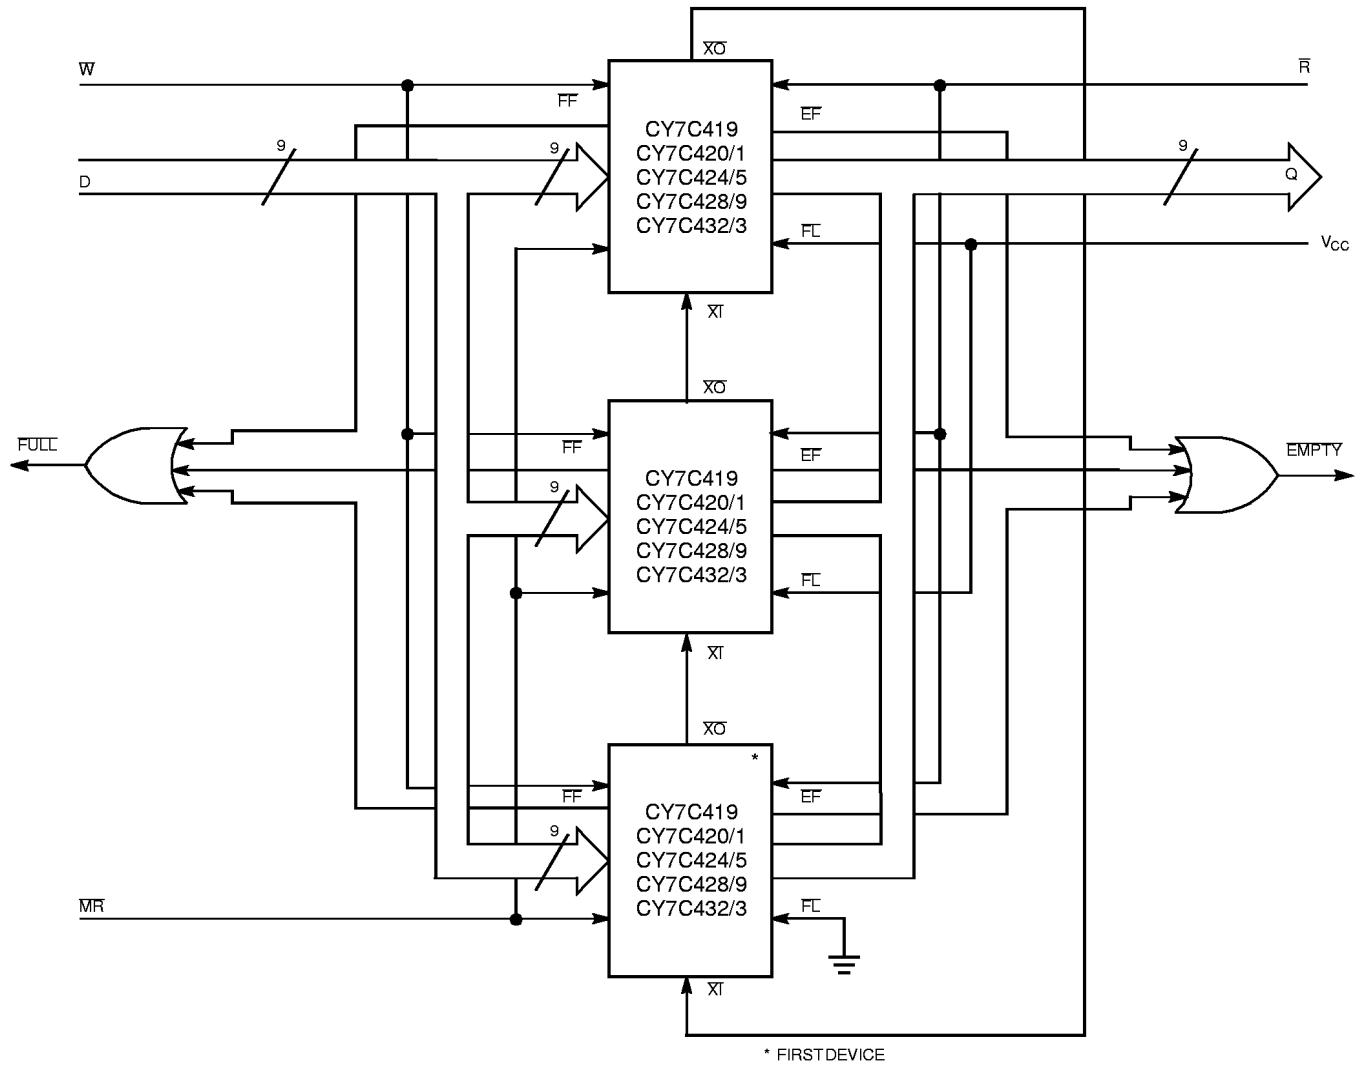 XO
W
R
FF
EF
CY7C419
CY7C420/1
CY7C424/5
CY7C428/9
CY7C432/3
9
9
9
D
Q
FL
VCC
XI
XO
FULL
FF
EF
EMPTY
CY7C419
CY7C420/1
CY7C424/5
CY7C428/9
CY7C432/3
9
FL
XI
XO
*
FF
EF
CY7C419
CY7C420/1
CY7C424/5
CY7C428/9
CY7C432/3
9
MR
FL
XI
* FIRST DEVICE